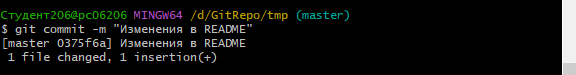 Студент206@pc06206 MINGW64 /d/GitRepo/tmp (master)
$ git commit -m "Изменения в README"
[master 0375f6a] Изменения в README
 1 file changed, 1 insertion(+)